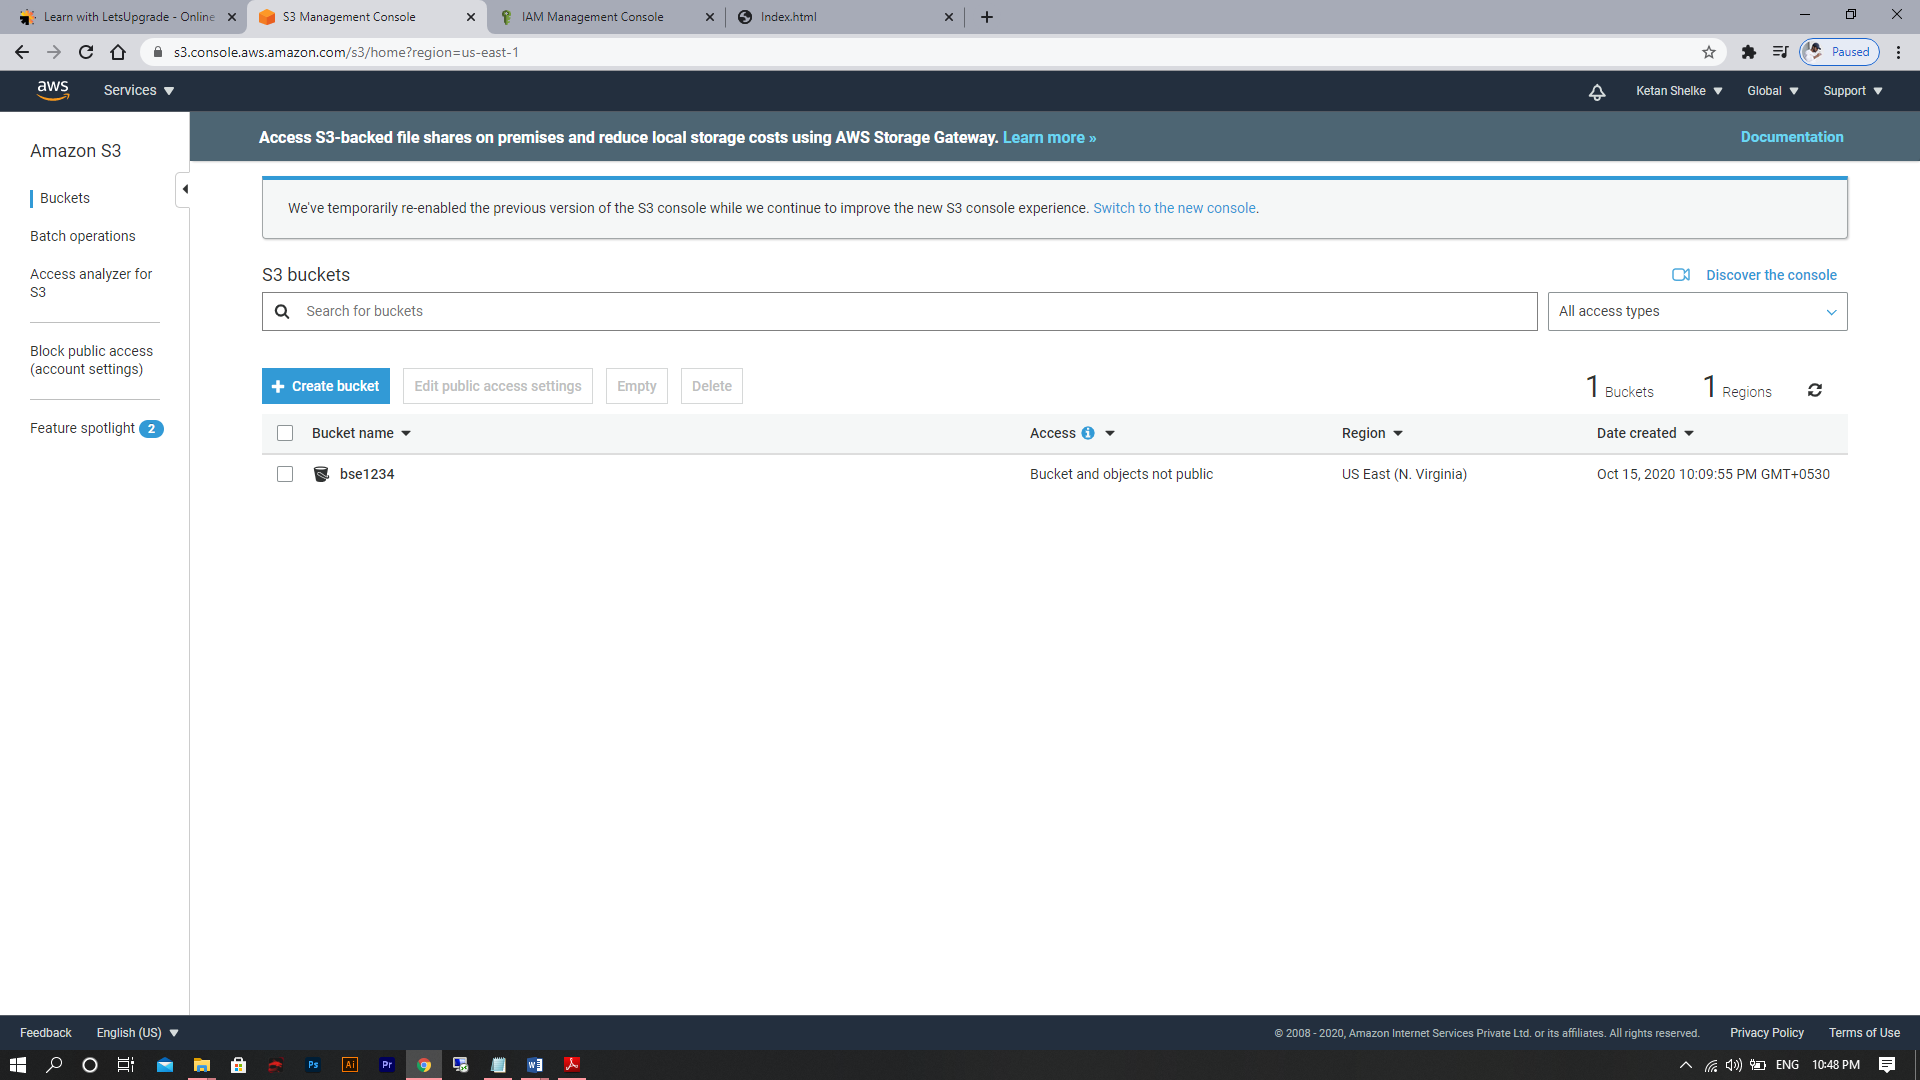 Learn with LetsUpgrade - Online
S3 Management Console
IAM Management Console
Index.html
s3.console.aws.amazon.com/s3/home?region=us-east-1
Paused
aws
Services
Ketan Shelke
Global
Support
Amazon S3
Buckets
Batch operations
Access analyzer for
S3
Block public access
(account settings)
Feature spotlight 2
Access S3-backed file shares on premises and reduce local storage costs using AWS Storage Gateway. Learn more »
Documentation
We've temporarily re-enabled the previous version of the S3 console while we continue to improve the new S3 console experience. Switch to the new console.
S3 buckets
Discover the console
Search for buckets
All access types
Create bucket
Edit public access settings
Empty
Delete
1 Buckets
1 Regions
Bucket name
Access
Region
Date created
bse1234
Bucket and objects not public
US East (N. Virginia)
Oct 15, 2020 10:09:55 PM GMT+0530
Feedback
English (US)
© 2008 - 2020, Amazon Internet Services Private Ltd. or its affiliates. All rights reserved.
Privacy Policy
Terms of Use
Ps
Ai
Pr
ENG
10:48 PM